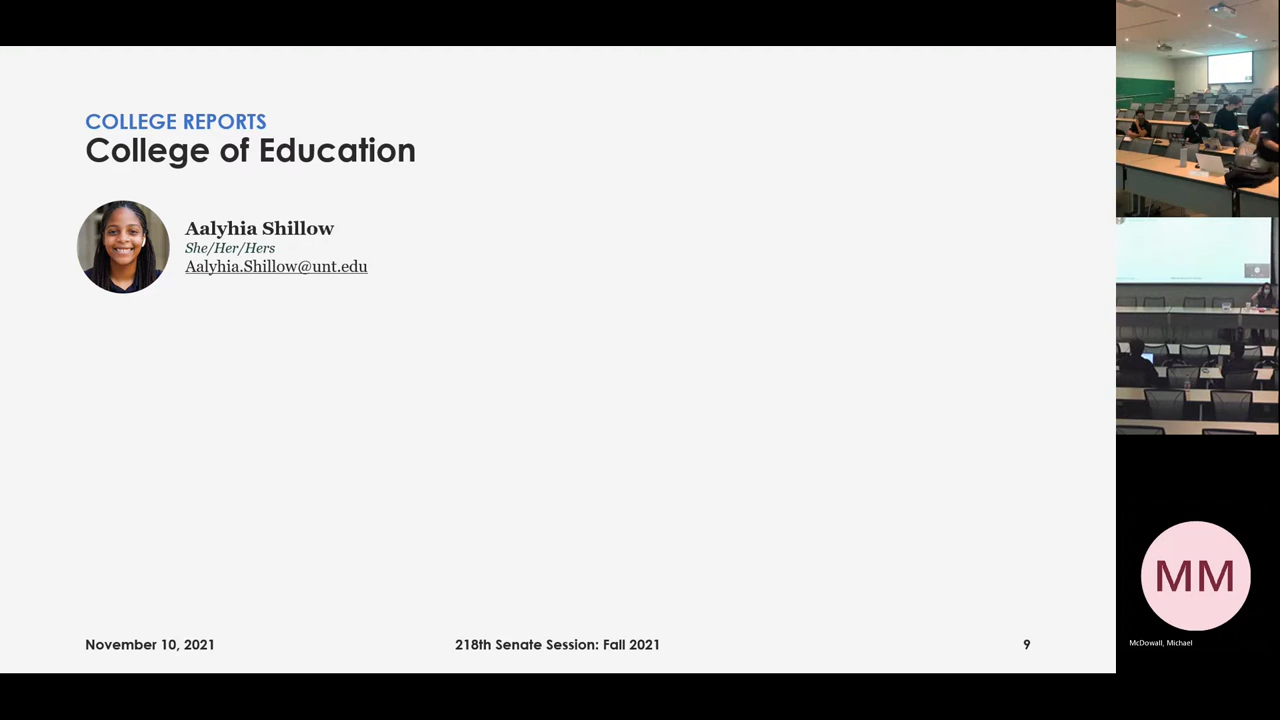 COLLEGE REPORTS
College of Education
Aalyhia Shillow
She/Her/Hers
Aalyhia.Shillow@unt.edu
November 10, 2021
218th Senate Session: Fall 2021
9
MM
McDowall, Michael